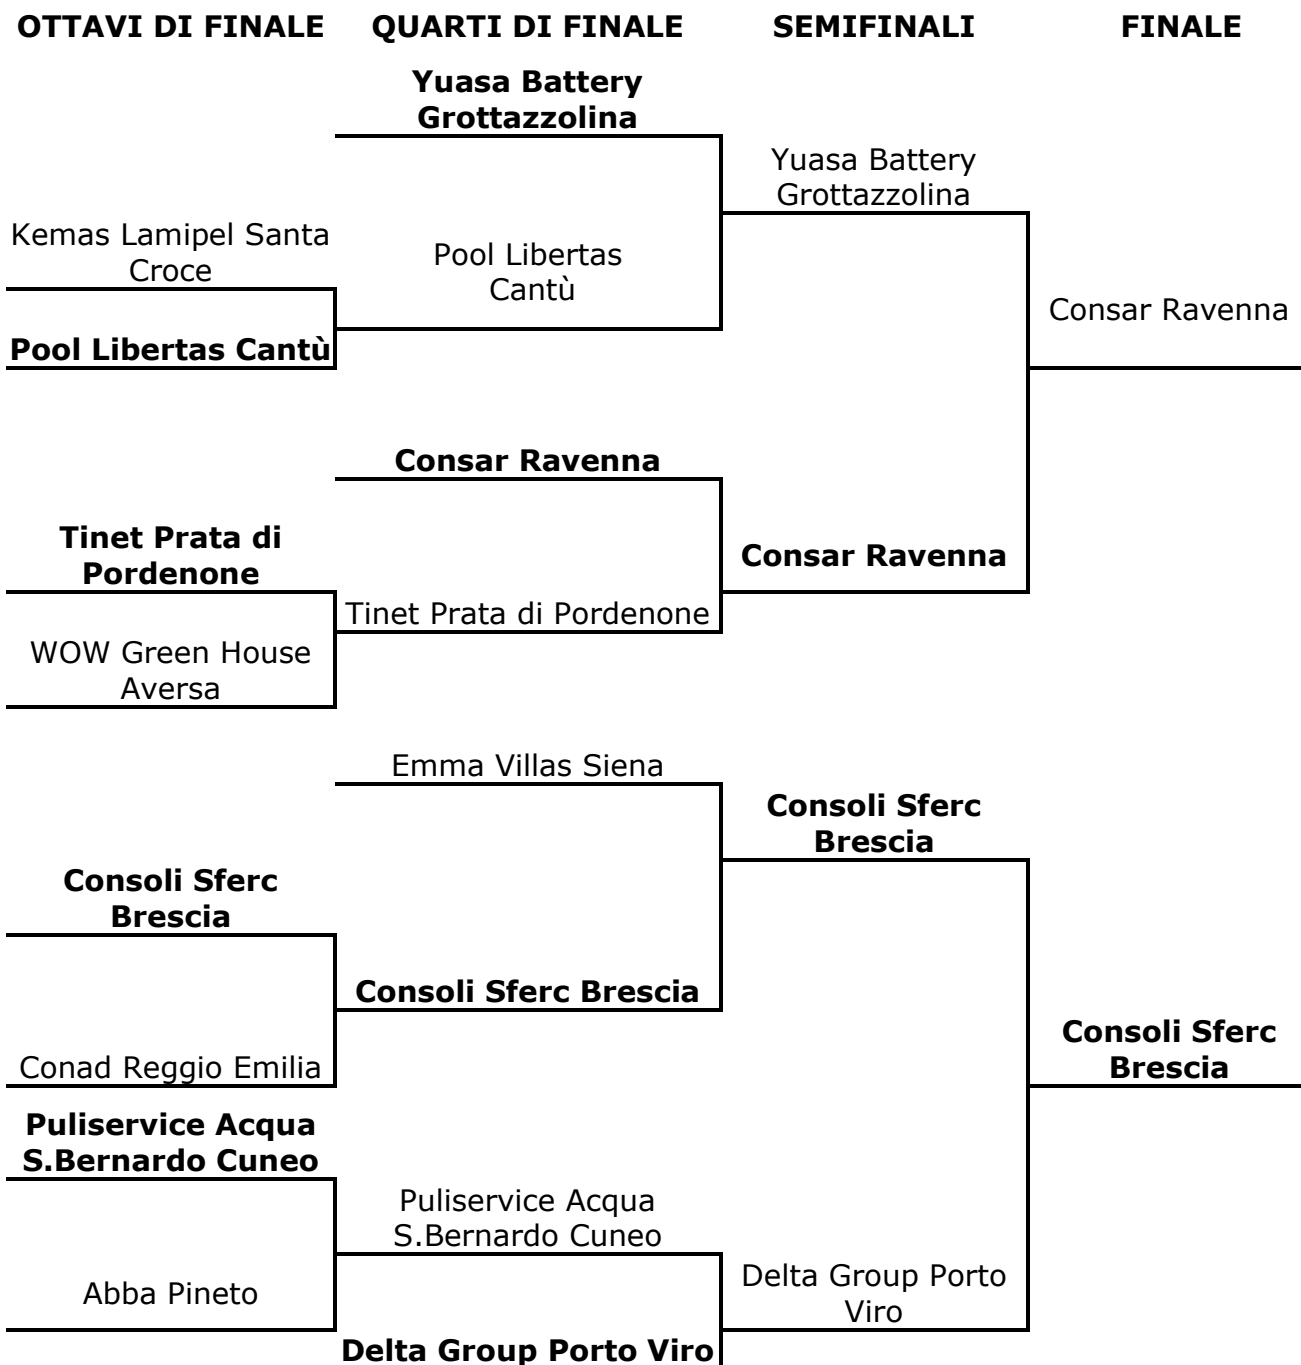 OTTAVI DI FINALE QUARTI DI FINALE SEMIFINALI FINALE
Yuasa Battery
Grottazzolina
Yuasa Battery
Grottazzolina
Kemas Lamipel Santa
Croce
Pool Libertas
Cantù
Consar Ravenna
Pool Libertas Cantù
Consar Ravenna
Tinet Prata di
Pordenone
Consar Ravenna
Tinet Prata di Pordenone
WOW Green House
Aversa
Emma Villas Siena
Consoli Sferc
Brescia
Consoli Sferc
Brescia
Consoli Sferc Brescia
Consoli Sferc
Brescia
Conad Reggio Emilia
Puliservice Acqua
S.Bernardo Cuneo
Puliservice Acqua
S.Bernardo Cuneo
Delta Group Porto
Viro
Abba Pineto
Delta Group Porto Viro